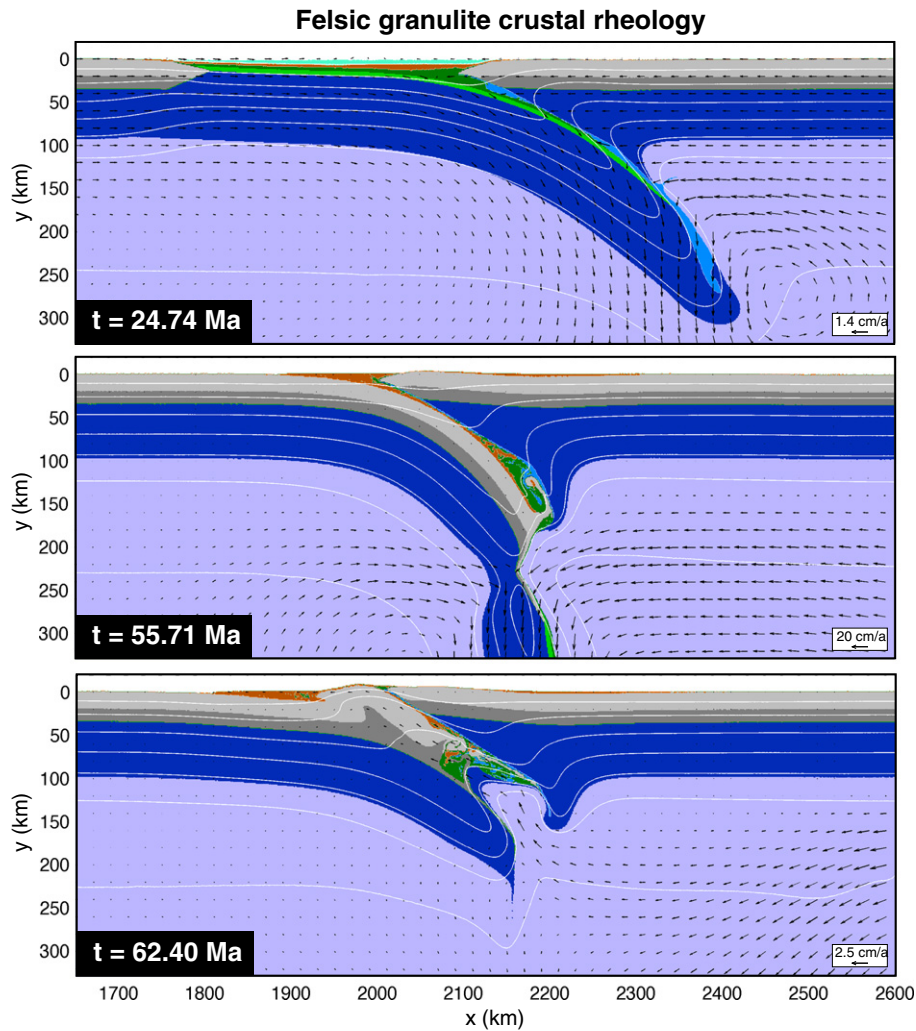 Felsic granulite crustal rheology
0
50
100
150
200
250
300
y (km)
t = 24.74 Ma
1.4 cm/a
0
50
100
150
200
250
300
y (km)
t = 55.71 Ma
20 cm/a
0
50
100
150
200
250
300
y (km)
t = 62.40 Ma
2.5 cm/a
1700 1800 1900 2000 2100 2200 2300 2400 2500 2600
x (km)